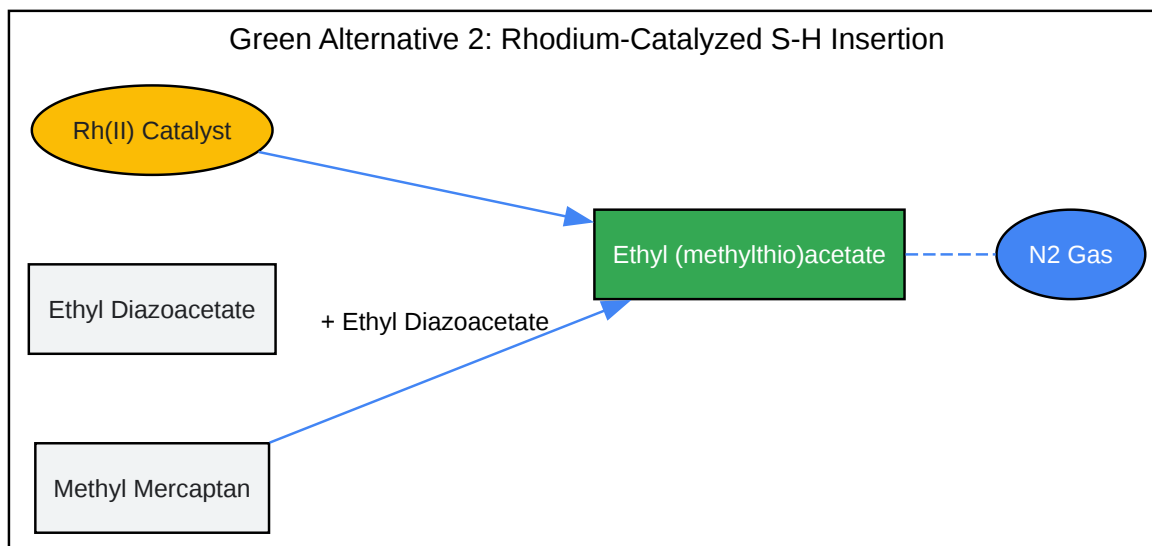 Green Alternative 2: Rhodium-Catalyzed S-H Insertion
Rh(II) Catalyst
Ethyl (methylthio)acetate
N2 Gas
Ethyl Diazoacetate
+ Ethyl Diazoacetate
Methyl Mercaptan